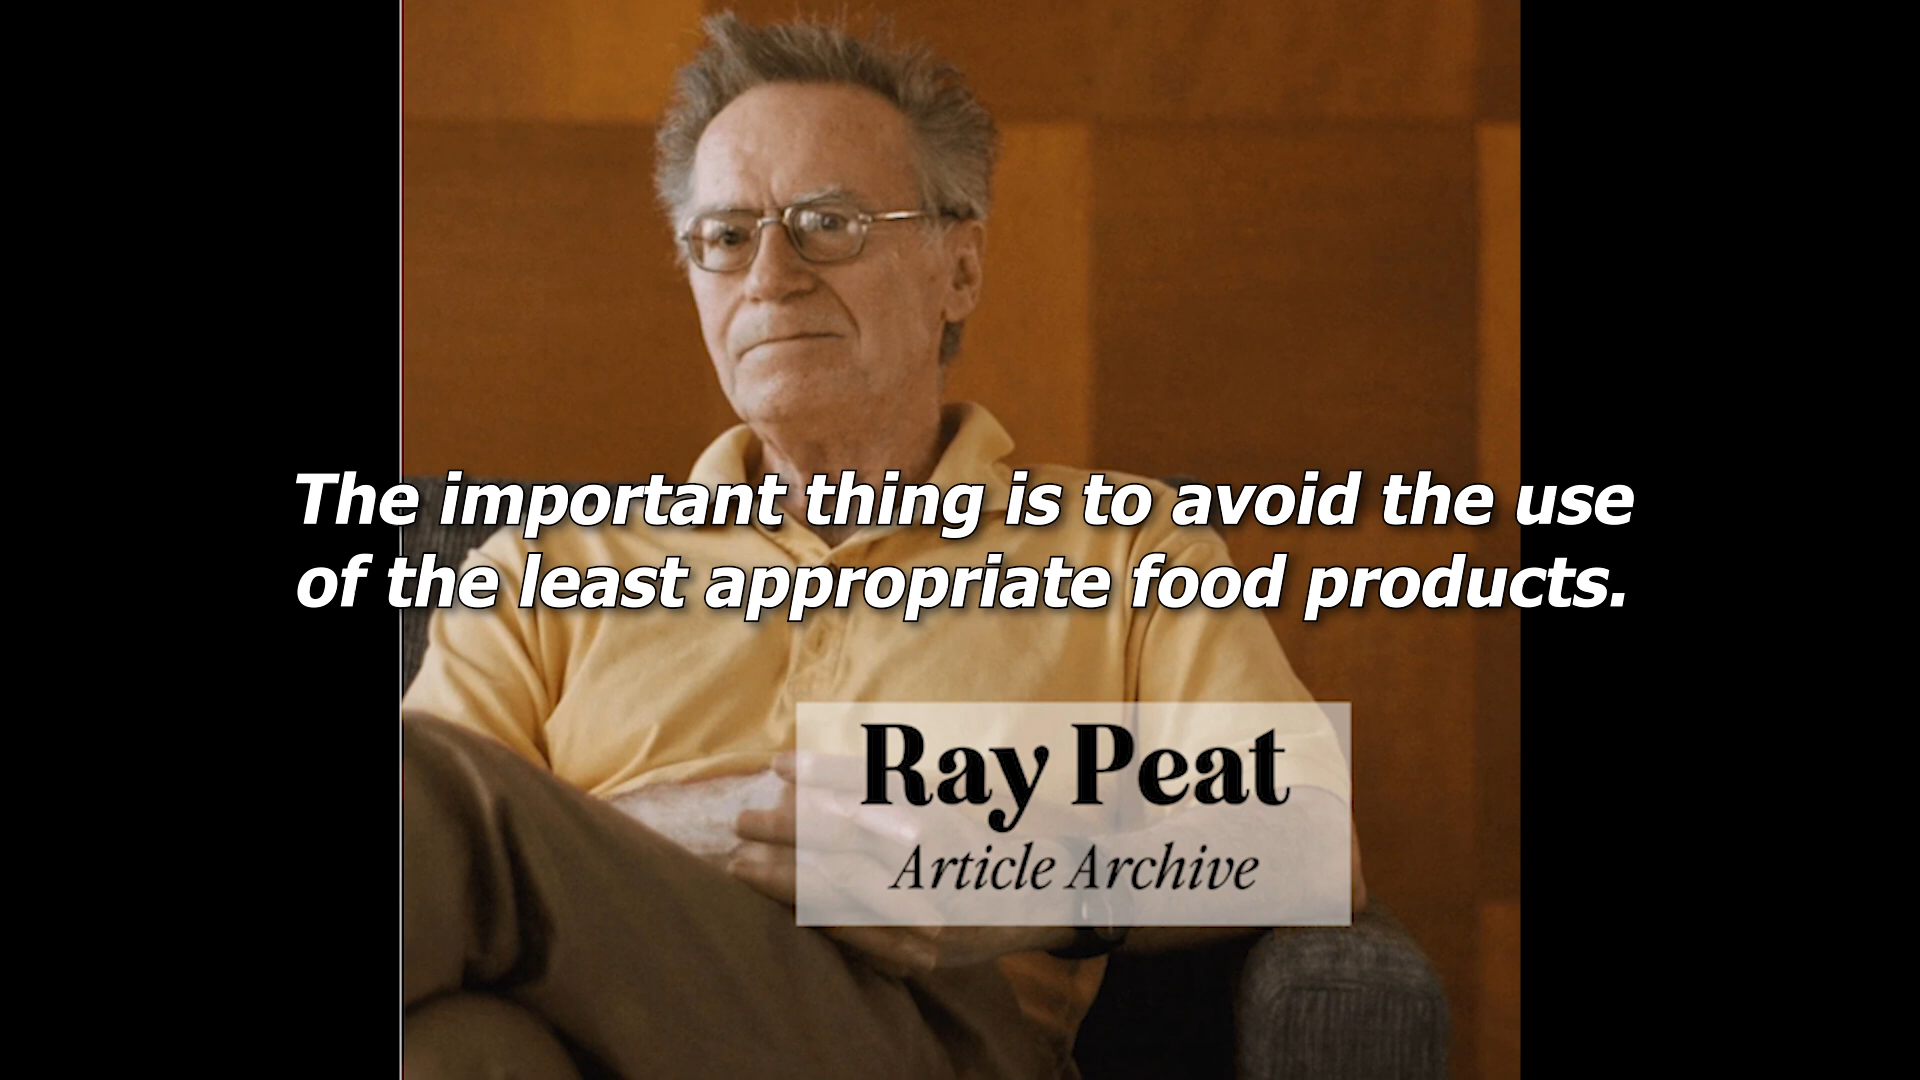 The important thing is to avoid the use
of the least appropriate food products.
Ray Peat
Article Archive